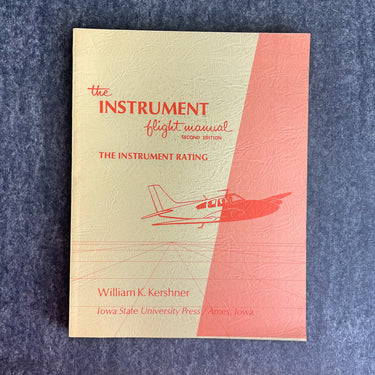 the
INSTRUMENT
flight manual
SECOND EDITION
THE INSTRUMENT RATING
William K. Kershner
Iowa State University Press / Ames, Iowa